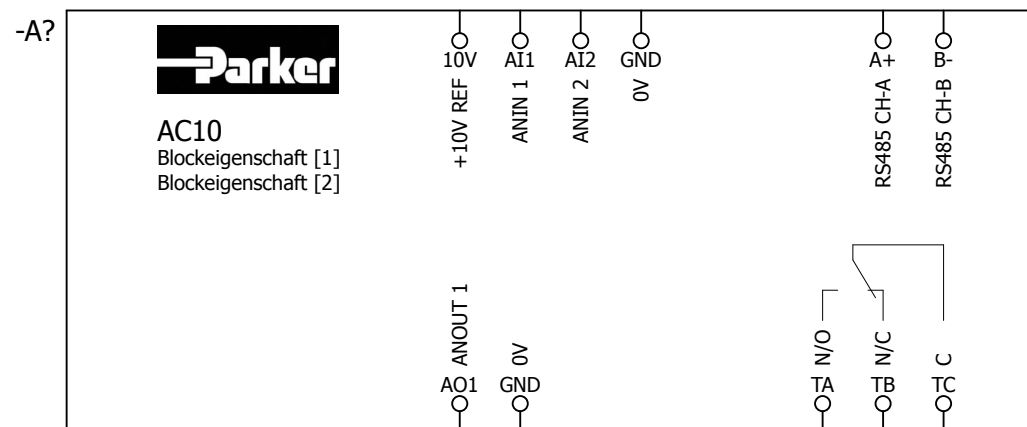 -A?
Parker
AC10
Blockeigenschaft [1]
Blockeigenschaft [2]
10V AI1 AI2 GND A+ B-
+10V REF
ANIN 1
ANIN 2
0V
RS485 CH-A
RS485 CH-B
ANOUT 1
0V
N/O
N/C
C
AO1 GND TA TB TC